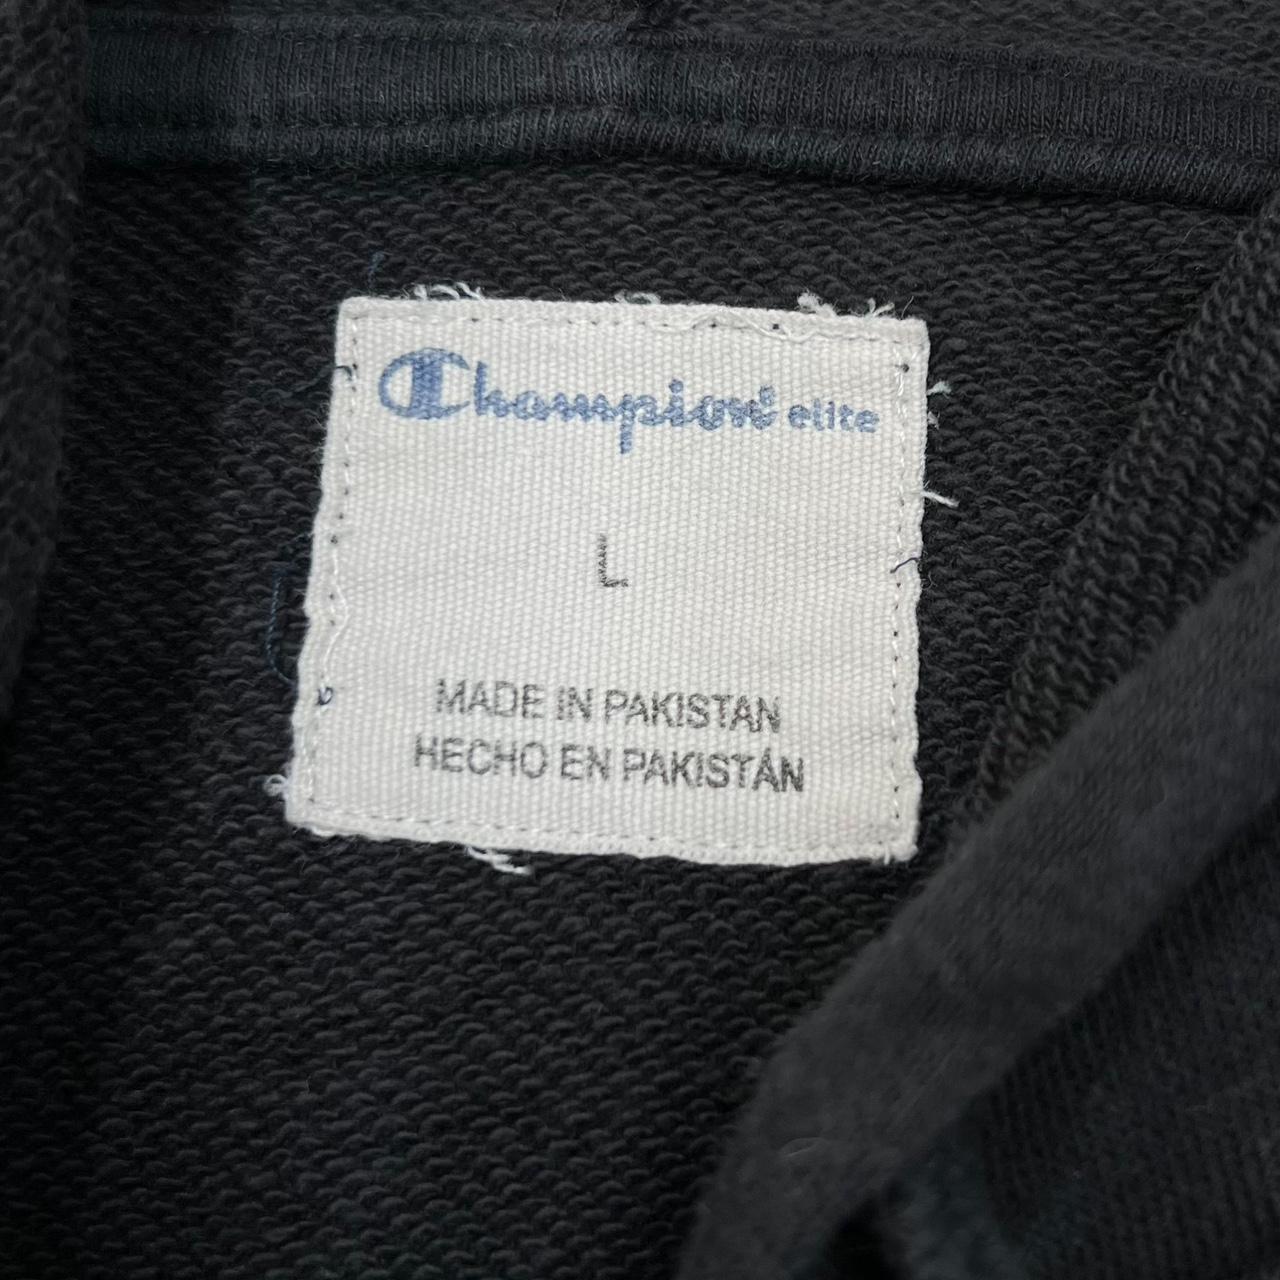 Champion elite
L
MADE IN PAKISTAN
HECHO EN PAKISTÁN